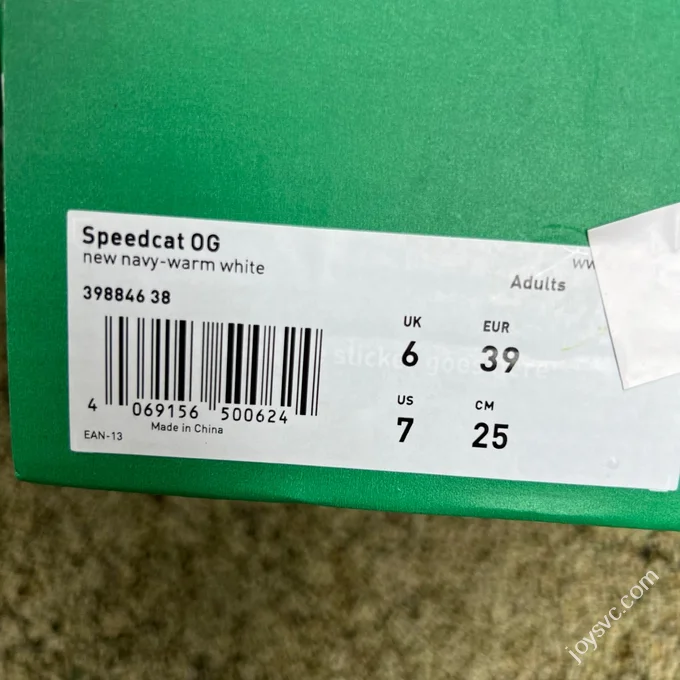 Speedcat OG
new navy-warm white
398846 38
4 069156 500624
EAN-13
Made in China
Adults
UK
6
EUR
39
US
7
CM
25
joysvc.com